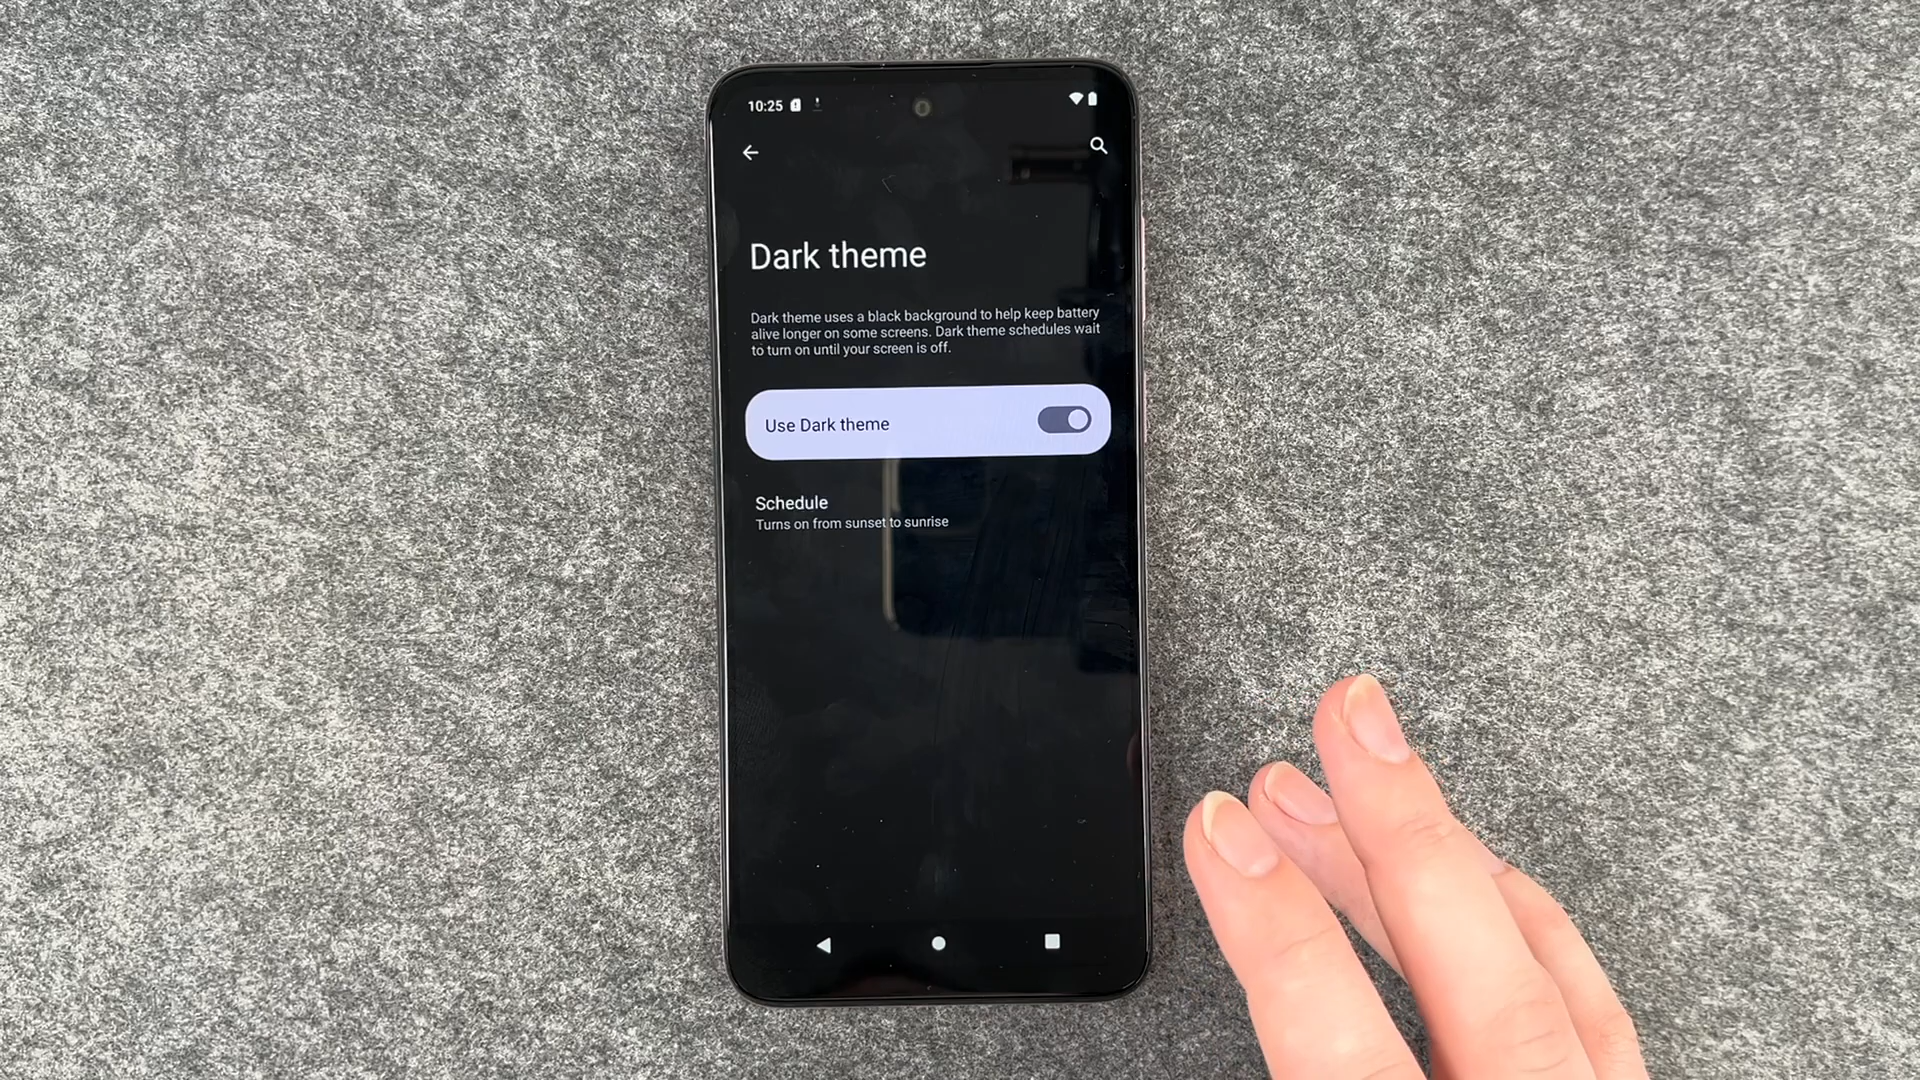 10:25
Dark theme
Dark theme uses a black background to help keep battery
alive longer on some screens. Dark theme schedules wait
to turn on until your screen is off.
Use Dark theme
Schedule
Turns on from sunset to sunrise